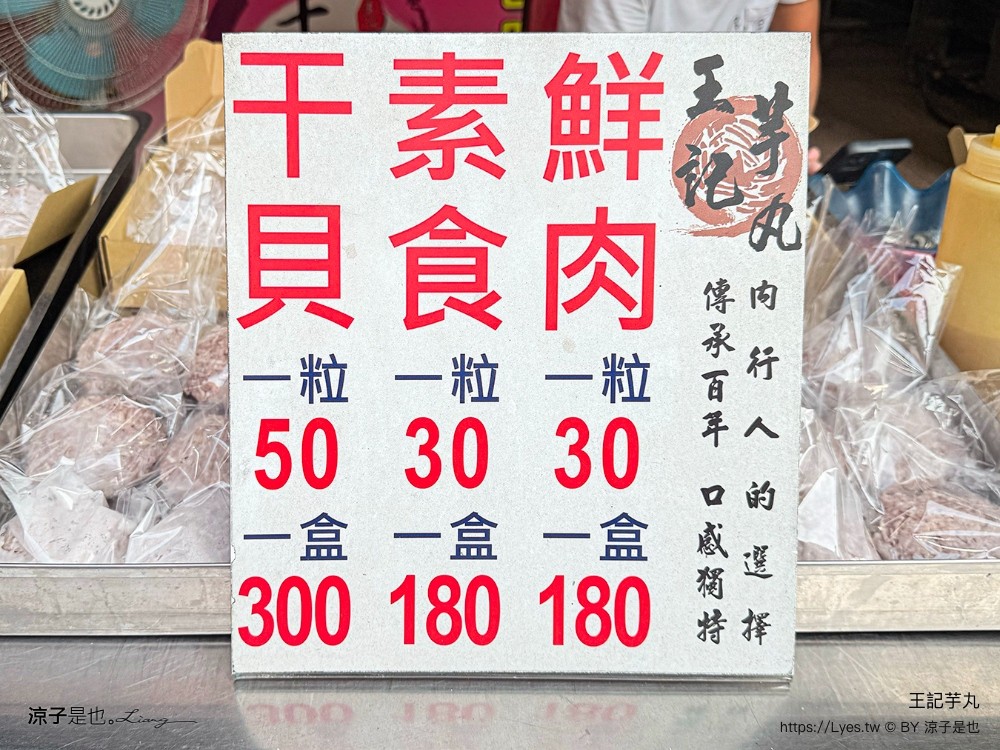 王記
芋丸
內行人的選擇
傳承百年 口感獨特
鮮肉
一粒
30
一盒
180
素食
一粒
30
一盒
180
干貝
一粒
50
一盒
300
涼子是也。Liang
王記芋丸
https://Lyes.tw © BY 涼子是也